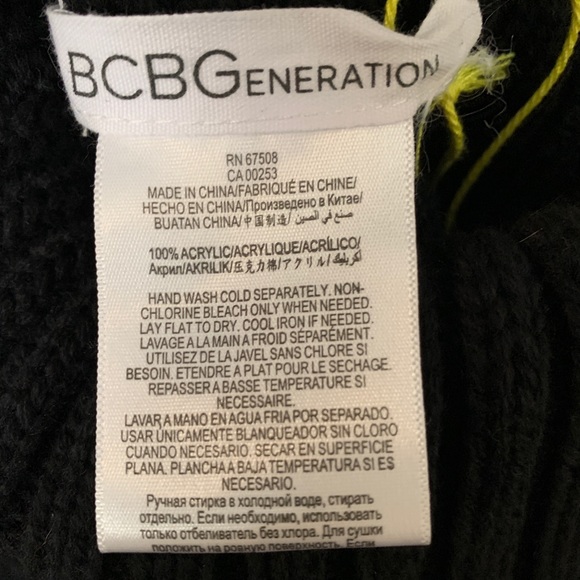 BCBGENERATION
RN 67508
CA 00253
MADE IN CHINA/FABRIQUÉ EN CHINE/
HECHO EN CHINA/Произведено в Китае/
BUATAN CHINA/中国制造/ صنع في الصين
100% ACRYLIC/ACRYLIQUE/ACRÍLICO/
Акрил/AKRILIK/压克力棉/アクリル/أكريليك
HAND WASH COLD SEPARATELY. NON-
CHLORINE BLEACH ONLY WHEN NEEDED.
LAY FLAT TO DRY. COOL IRON IF NEEDED.
LAVAGE A LA MAIN A FROID SÉPARÉMENT.
UTILISEZ DE LA JAVEL SANS CHLORE SI
BESOIN. ETENDRE A PLAT POUR LE SECHAGE.
REPASSER A BASSE TEMPERATURE SI
NECESSAIRE.
LAVAR A MANO EN AGUA FRIA POR SEPARADO.
USAR ÚNICAMENTE BLANQUEADOR SIN CLORO
CUANDO NECESARIO. SECAR EN SUPERFICIE
PLANA. PLANCHA A BAJA TEMPERATURA SI ES
NECESARIO.
Ручная стирка в холодной воде, стирать
отдельно. Если необходимо, использовать
только отбеливатель без хлора. Для сушки
положить на ровную поверхность. Если